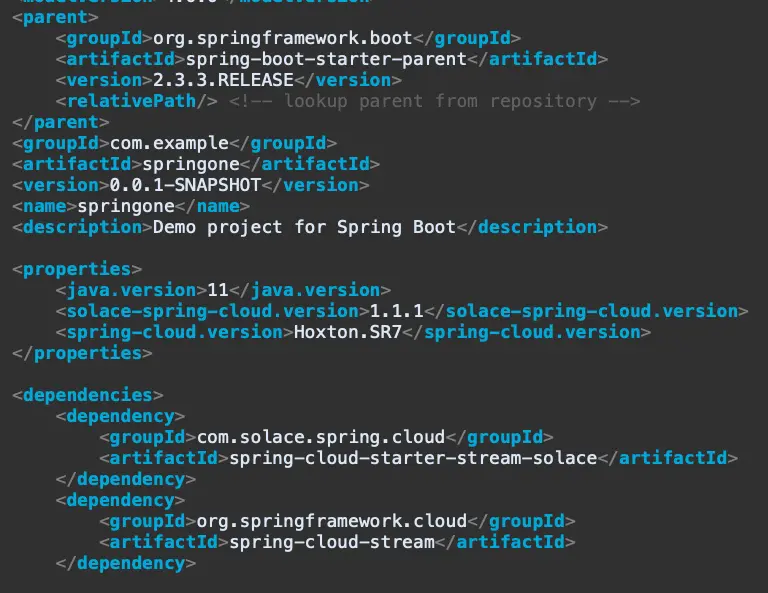 <parent>
    <groupId>org.springframework.boot</groupId>
    <artifactId>spring-boot-starter-parent</artifactId>
    <version>2.3.3.RELEASE</version>
    <relativePath/> <!-- lookup parent from repository -->
</parent>
<groupId>com.example</groupId>
<artifactId>springone</artifactId>
<version>0.0.1-SNAPSHOT</version>
<name>springone</name>
<description>Demo project for Spring Boot</description>
<properties>
    <java.version>11</java.version>
    <solace-spring-cloud.version>1.1.1</solace-spring-cloud.version>
    <spring-cloud.version>Hoxton.SR7</spring-cloud.version>
</properties>
<dependencies>
    <dependency>
        <groupId>com.solace.spring.cloud</groupId>
        <artifactId>spring-cloud-starter-stream-solace</artifactId>
    </dependency>
    <dependency>
        <groupId>org.springframework.cloud</groupId>
        <artifactId>spring-cloud-stream</artifactId>
    </dependency>